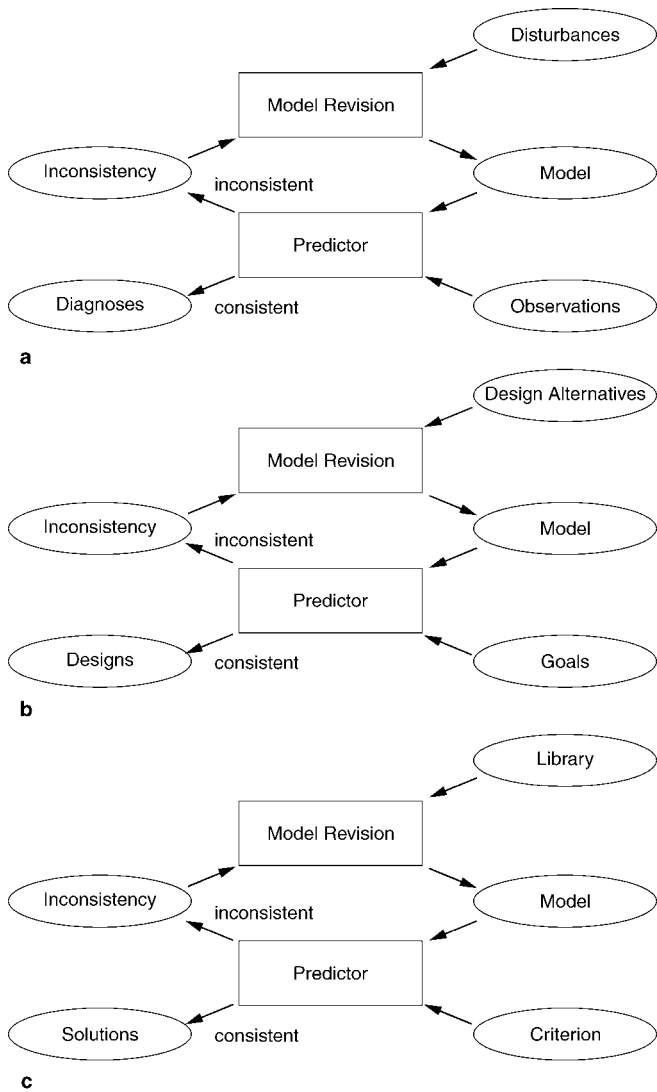 Disturbances
Model Revision
Inconsistency
inconsistent
Model
Predictor
Diagnoses
consistent
Observations
a
Design Alternatives
Model Revision
Inconsistency
inconsistent
Model
Predictor
Designs
consistent
Goals
b
Library
Model Revision
Inconsistency
inconsistent
Model
Predictor
Solutions
consistent
Criterion
c